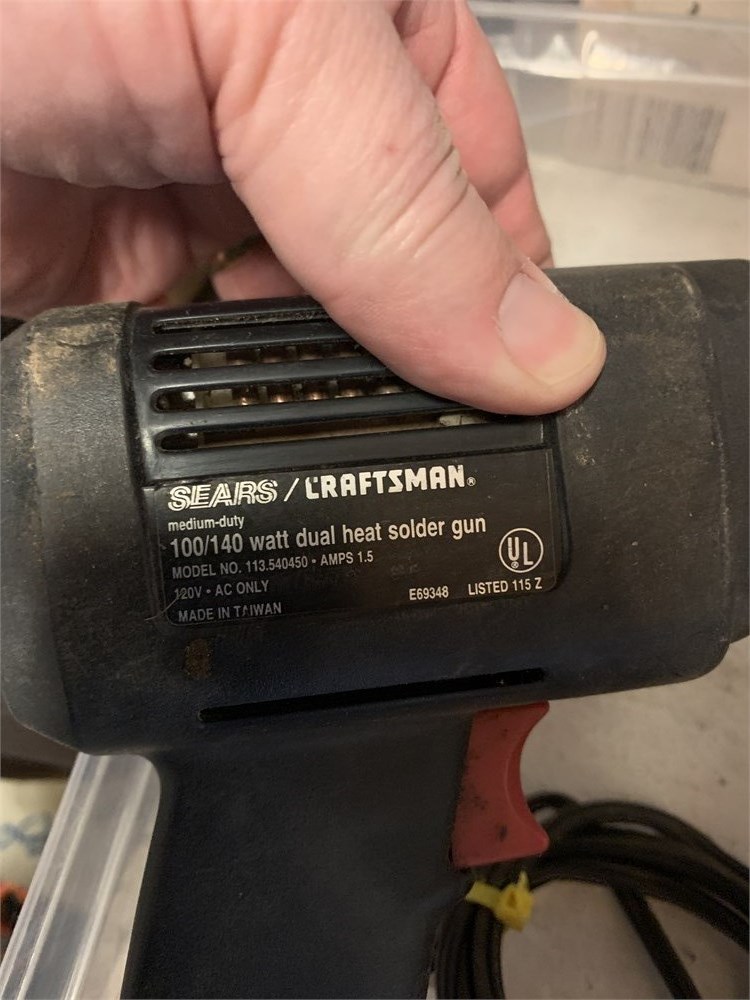 SEARS / CRAFTSMAN®
medium-duty
100/140 watt dual heat solder gun
MODEL NO. 113.540450 • AMPS 1.5
120V • AC ONLY
MADE IN TAIWAN
E69348 LISTED 115 Z
UL